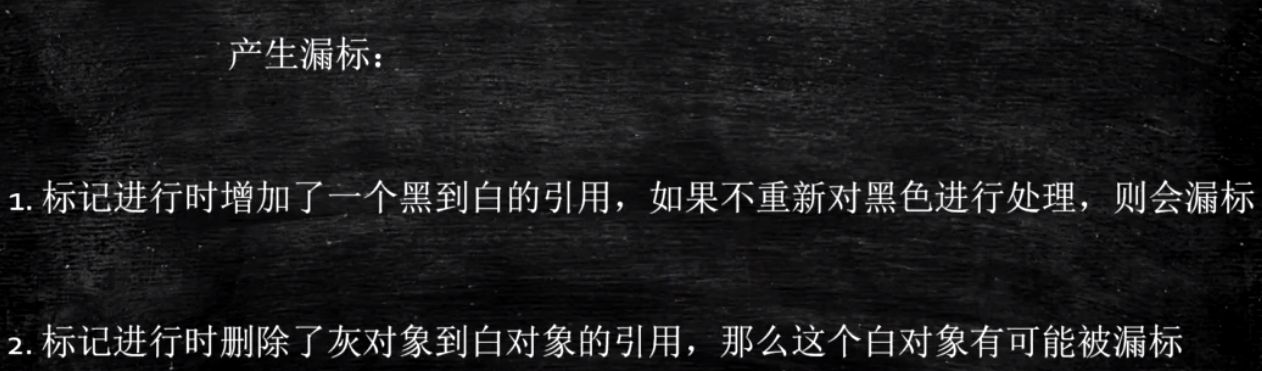 产生漏标：
1. 标记进行时增加了一个黑到白的引用，如果不重新对黑色进行处理，则会漏标
2. 标记进行时删除了灰对象到白对象的引用，那么这个白对象有可能被漏标